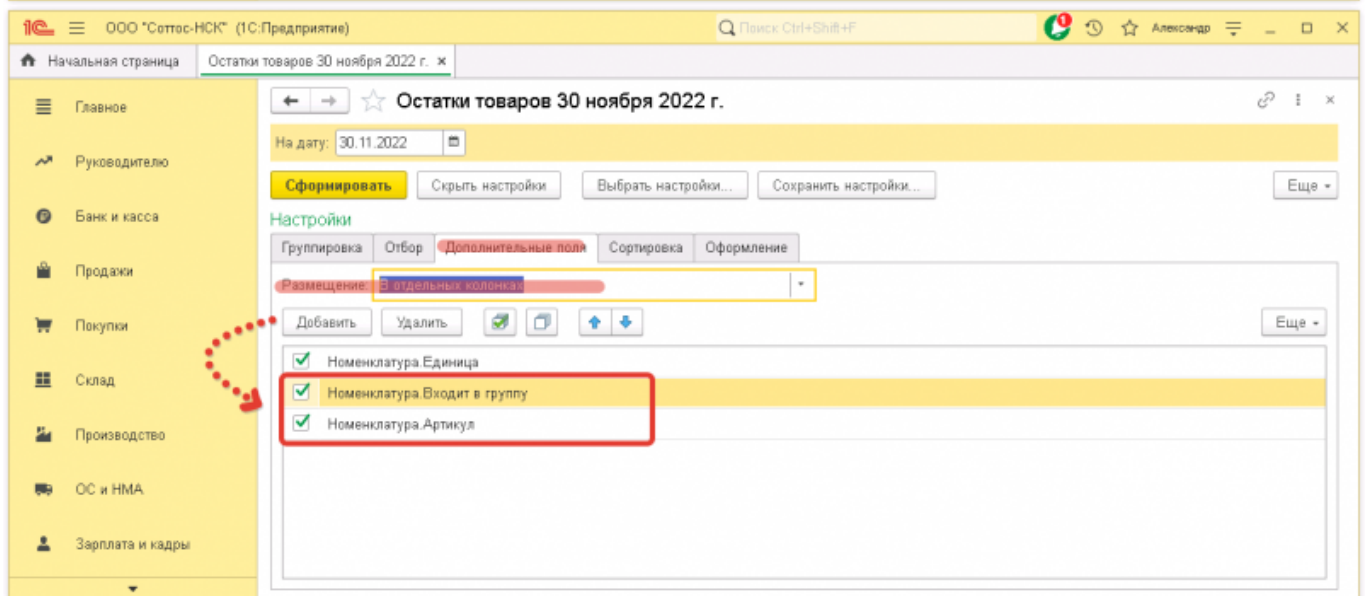 1С ООО "Соттос-НСК" (1С:Предприятие) Поиск Ctrl+Shift+F 1 Александр
Начальная страница Остатки товаров 30 ноября 2022 г. ×
Главное
Руководителю
Банк и касса
Продажи
Покупки
Склад
Производство
ОС и НМА
Зарплата и кадры
Остатки товаров 30 ноября 2022 г.
На дату: 30.11.2022
Сформировать Скрыть настройки Выбрать настройки... Сохранить настройки... Еще
Настройки
Группировка Отбор Дополнительные поля Сортировка Оформление
Размещение: В отдельных колонках
Добавить Удалить Еще
Номенклатура.Единица
Номенклатура.Входит в группу
Номенклатура.Артикул